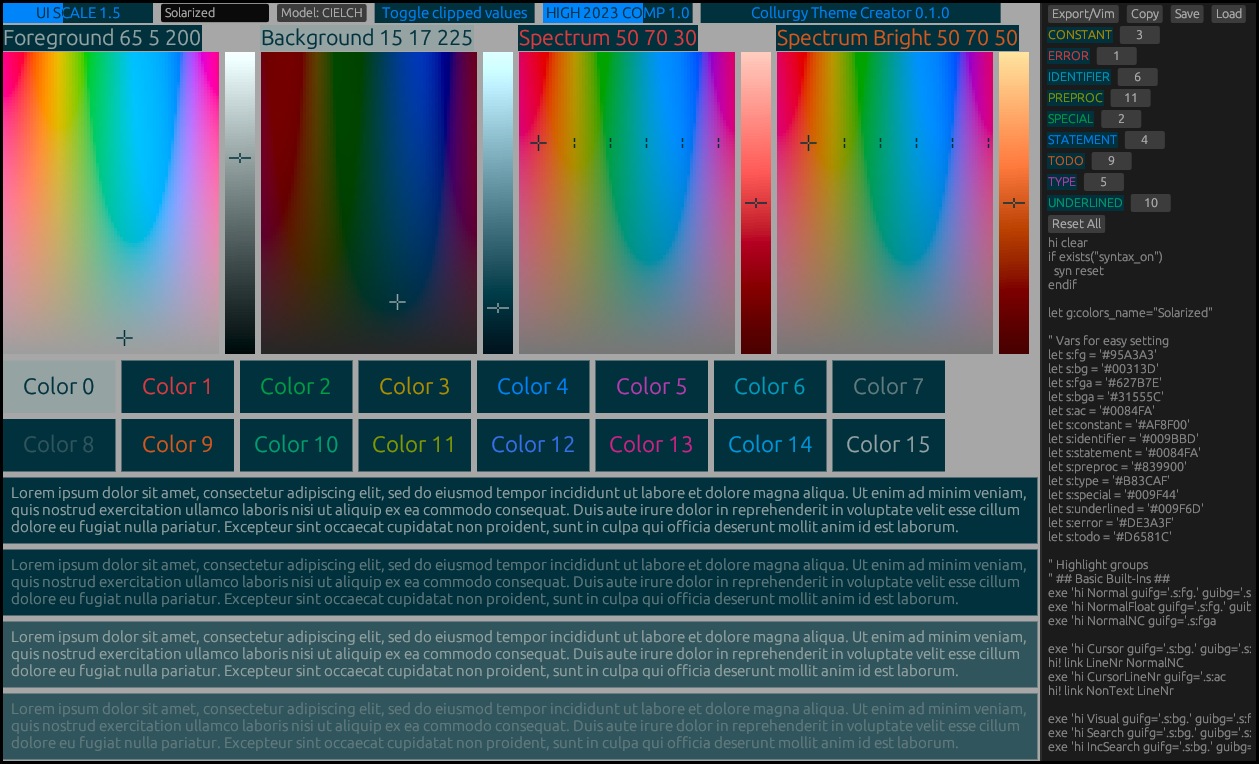 UI SCALE 1.5
Solarized
Model: CIELCH
Toggle clipped values
HIGH 2023 COMP 1.0
Collurgy Theme Creator 0.1.0
Foreground 65 5 200
Background 15 17 225
Spectrum 50 70 30
Spectrum Bright 50 70 50
Color 0
Color 1
Color 2
Color 3
Color 4
Color 5
Color 6
Color 7
Color 8
Color 9
Color 10
Color 11
Color 12
Color 13
Color 14
Color 15
Lorem ipsum dolor sit amet, consectetur adipiscing elit, sed do eiusmod tempor incididunt ut labore et dolore magna aliqua. Ut enim ad minim veniam,
quis nostrud exercitation ullamco laboris nisi ut aliquip ex ea commodo consequat. Duis aute irure dolor in reprehenderit in voluptate velit esse cillum
dolore eu fugiat nulla pariatur. Excepteur sint occaecat cupidatat non proident, sunt in culpa qui officia deserunt mollit anim id est laborum.
Lorem ipsum dolor sit amet, consectetur adipiscing elit, sed do eiusmod tempor incididunt ut labore et dolore magna aliqua. Ut enim ad minim veniam,
quis nostrud exercitation ullamco laboris nisi ut aliquip ex ea commodo consequat. Duis aute irure dolor in reprehenderit in voluptate velit esse cillum
dolore eu fugiat nulla pariatur. Excepteur sint occaecat cupidatat non proident, sunt in culpa qui officia deserunt mollit anim id est laborum.
Lorem ipsum dolor sit amet, consectetur adipiscing elit, sed do eiusmod tempor incididunt ut labore et dolore magna aliqua. Ut enim ad minim veniam,
quis nostrud exercitation ullamco laboris nisi ut aliquip ex ea commodo consequat. Duis aute irure dolor in reprehenderit in voluptate velit esse cillum
dolore eu fugiat nulla pariatur. Excepteur sint occaecat cupidatat non proident, sunt in culpa qui officia deserunt mollit anim id est laborum.
Lorem ipsum dolor sit amet, consectetur adipiscing elit, sed do eiusmod tempor incididunt ut labore et dolore magna aliqua. Ut enim ad minim veniam,
quis nostrud exercitation ullamco laboris nisi ut aliquip ex ea commodo consequat. Duis aute irure dolor in reprehenderit in voluptate velit esse cillum
dolore eu fugiat nulla pariatur. Excepteur sint occaecat cupidatat non proident, sunt in culpa qui officia deserunt mollit anim id est laborum.
Export/Vim Copy Save Load
CONSTANT 3
ERROR 1
IDENTIFIER 6
PREPROC 11
SPECIAL 2
STATEMENT 4
TODO 9
TYPE 5
UNDERLINED 10
Reset All
hi clear
if exists("syntax_on")
syn reset
endif
let g:colors_name="Solarized"
" Vars for easy setting
let s:fg = '#95A3A3'
let s:bg = '#00313D'
let s:fga = '#627B7E'
let s:bga = '#31555C'
let s:ac = '#0084FA'
let s:constant = '#AF8F00'
let s:identifier = '#009BBD'
let s:statement = '#0084FA'
let s:preproc = '#839900'
let s:type = '#B83CAF'
let s:special = '#009F44'
let s:underlined = '#009F6D'
let s:error = '#DE3A3F'
let s:todo = '#D6581C'
" Highlight groups
" ## Basic Built-Ins ##
exe 'hi Normal guifg='.s:fg.' guibg='.s
exe 'hi NormalFloat guifg='.s:fg.' guit
exe 'hi NormalNC guifg='.s:fga
exe 'hi Cursor guifg='.s:bg.' guibg='.s:
hi! link LineNr NormalNC
exe 'hi CursorLineNr guifg='.s:ac
hi! link NonText LineNr
exe 'hi Visual guifg='.s:bg.' guibg='.s:f
exe 'hi Search guifg='.s:bg.' guibg='.s:
exe 'hi IncSearch guifg='.s:bg.' guibg=